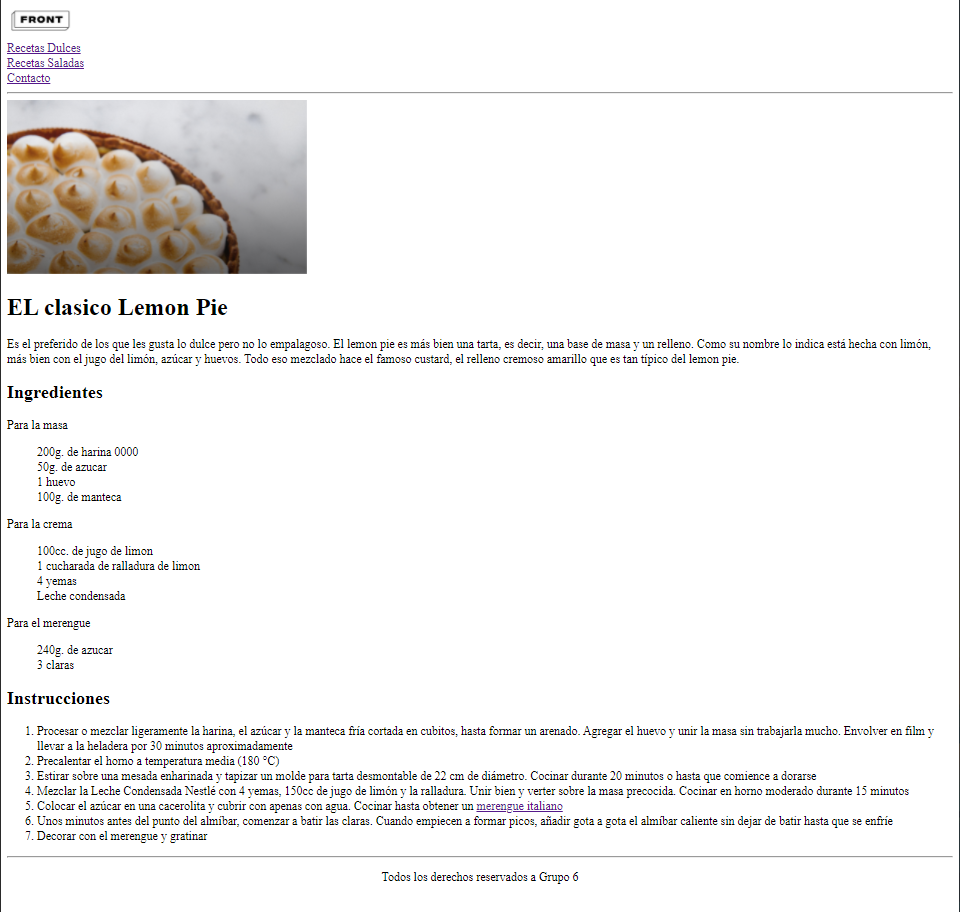 FRONT
Recetas Dulces
Recetas Saladas
Contacto
EL clasico Lemon Pie
Es el preferido de los que les gusta lo dulce pero no lo empalagoso. El lemon pie es más bien una tarta, es decir, una base de masa y un relleno. Como su nombre lo indica está hecha con limón,
más bien con el jugo del limón, azúcar y huevos. Todo eso mezclado hace el famoso custard, el relleno cremoso amarillo que es tan típico del lemon pie.
Ingredientes
Para la masa
200g. de harina 0000
50g. de azucar
1 huevo
100g. de manteca
Para la crema
100cc. de jugo de limon
1 cucharada de ralladura de limon
4 yemas
Leche condensada
Para el merengue
240g. de azucar
3 claras
Instrucciones
1. Procesar o mezclar ligeramente la harina, el azúcar y la manteca fría cortada en cubitos, hasta formar un arenado. Agregar el huevo y unir la masa sin trabajarla mucho. Envolver en film y
llevar a la heladera por 30 minutos aproximadamente
2. Precalentar el horno a temperatura media (180 °C)
3. Estirar sobre una mesada enharinada y tapizar un molde para tarta desmontable de 22 cm de diámetro. Cocinar durante 20 minutos o hasta que comience a dorarse
4. Mezclar la Leche Condensada Nestlé con 4 yemas, 150cc de jugo de limón y la ralladura. Unir bien y verter sobre la masa precocida. Cocinar en horno moderado durante 15 minutos
5. Colocar el azúcar en una cacerolita y cubrir con apenas con agua. Cocinar hasta obtener un merengue italiano
6. Unos minutos antes del punto del almíbar, comenzar a batir las claras. Cuando empiecen a formar picos, añadir gota a gota el almíbar caliente sin dejar de batir hasta que se enfríe
7. Decorar con el merengue y gratinar
Todos los derechos reservados a Grupo 6